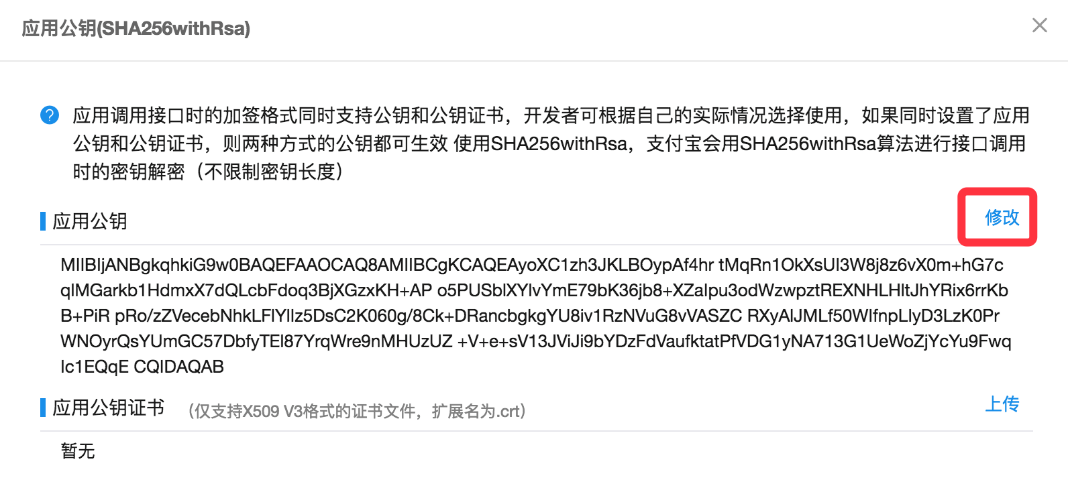 应用公钥(SHA256withRsa)
应用调用接口时的加签格式同时支持公钥和公钥证书，开发者可根据自己的实际情况选择使用，如果同时设置了应用
公钥和公钥证书，则两种方式的公钥都可生效 使用SHA256withRsa，支付宝会用SHA256withRsa算法进行接口调用
时的密钥解密（不限制密钥长度）
应用公钥
修改
MIIBIjANBgkqhkiG9w0BAQEFAAOCAQ8AMIIBCgKCAQEAyoXC1zh3JKLBOypAf4hr tMqRn1OkXsUI3W8j8z6vX0m+hG7c
qIMGarkb1HdmxX7dQLcbFdoq3BjXGzxKH+AP o5PUSblXYlvYmE79bK36jb8+XZaIpu3odWzwpztREXNHLHltJhYRix6rrKb
B+PiR pRo/zZVecebNhkLFlYllz5DsC2K060g/8Ck+DRancbgkgYU8iv1RzNVuG8vVASZC RXyAlJMLf50WIfnpLlyD3LzK0Pr
WNOyrQsYUmGC57DbfyTEl87YrqWre9nMHUzUZ +V+e+sV13JViJi9bYDzFdVaufktatPfVDG1yNA713G1UeWoZjYcYu9Fwq
Ic1EQqE CQIDAQAB
应用公钥证书 （仅支持X509 V3格式的证书文件，扩展名为.crt）
上传
暂无